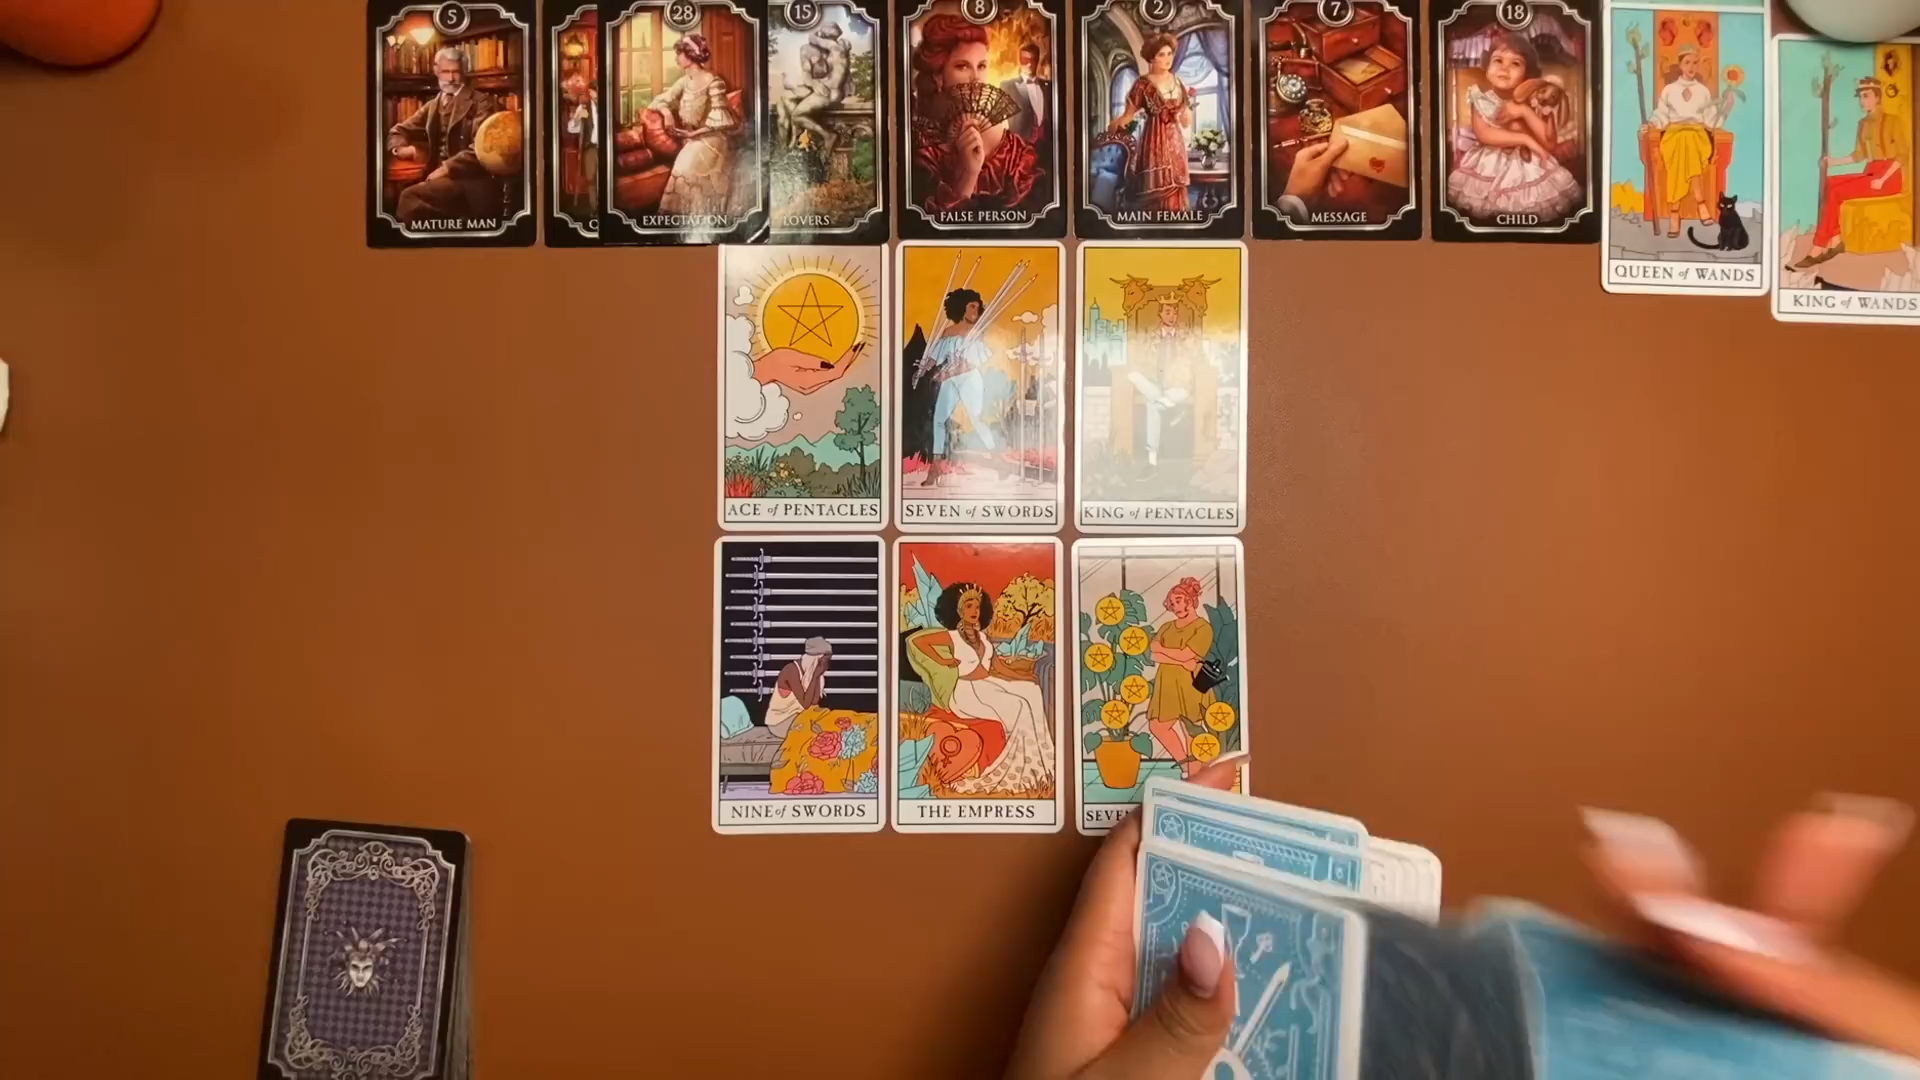 5
28
15
8
2
7
18
MATURE MAN
C
EXPECTATION
LOVERS
FALSE PERSON
MAIN FEMALE
MESSAGE
CHILD
QUEEN of WANDS
KING of WANDS
ACE of PENTACLES
SEVEN of SWORDS
KING of PENTACLES
NINE of SWORDS
THE EMPRESS
SEVE